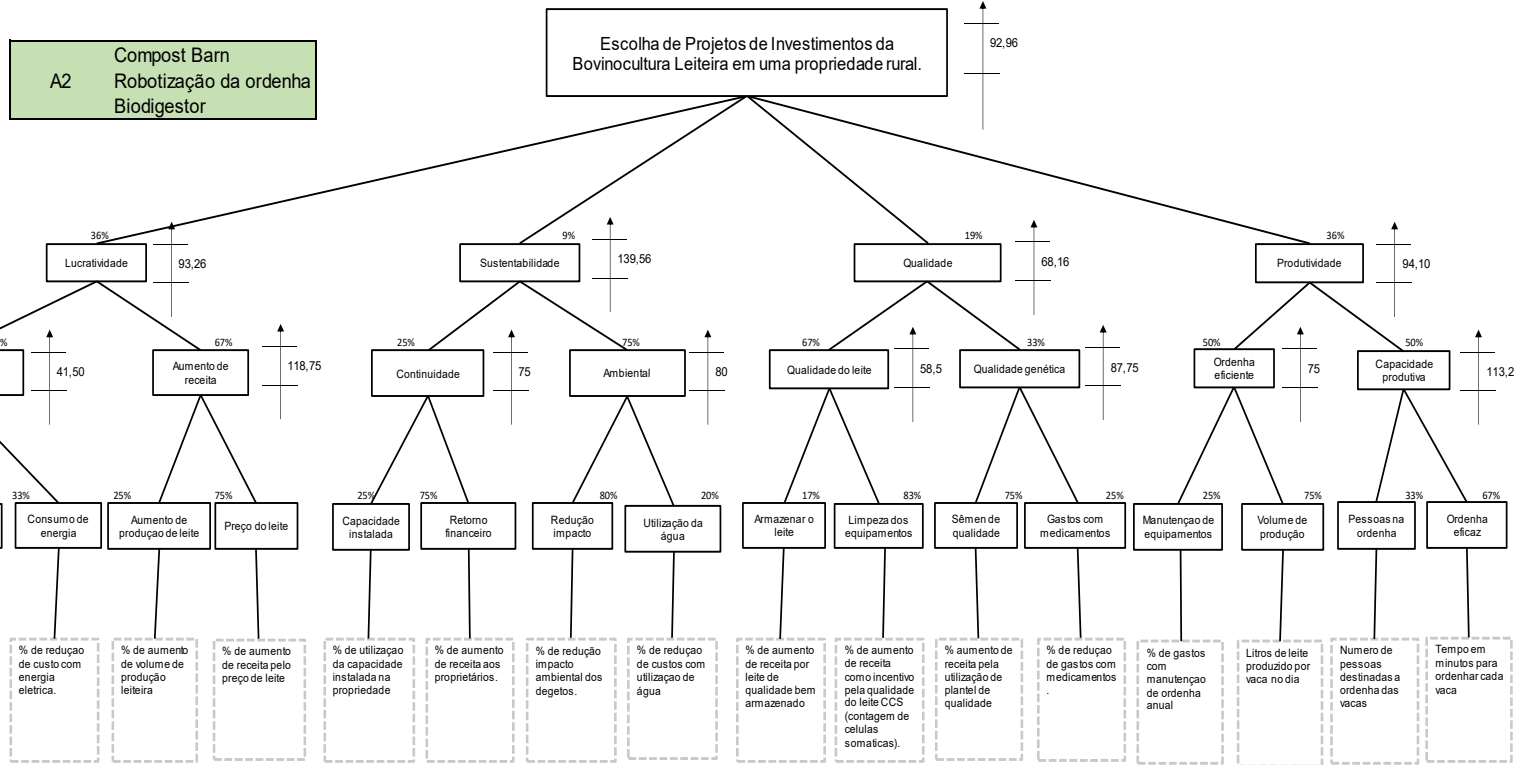 Compost Barn
A2 Robotização da ordenha
Biodigestor
Escolha de Projetos de Investimentos da
Bovinocultura Leiteira em uma propriedade rural.
92,96
36%
Lucratividade
93,26
9%
Sustentabilidade
139,56
19%
Qualidade
68,16
36%
Produtividade
94,10
%
41,50
67%
Aumento de
receita
118,75
25%
Continuidade
75
75%
Ambiental
80
67%
Qualidade do leite
58,5
33%
Qualidade genética
87,75
50%
Ordenha
eficiente
75
50%
Capacidade
produtiva
113,2
33%
Consumo de
energia
25%
Aumento de
produçao de leite
75%
Preço do leite
25%
Capacidade
instalada
75%
Retorno
financeiro
80%
Redução
impacto
20%
Utilização da
água
17%
Armazenar o
leite
83%
Limpeza dos
equipamentos
75%
Sêmen de
qualidade
25%
Gastos com
medicamentos
25%
Manutençao de
equipamentos
75%
Volume de
produção
33%
Pessoas na
ordenha
67%
Ordenha
eficaz
% de reduçao
de custo com
energia
eletrica.
% de aumento
de volume de
produção
leiteira
% de aumento
de receita pelo
preço de leite
% de utilizaçao
da capacidade
instalada na
propriedade
% de aumento
de receita aos
proprietários.
% de redução
impacto
ambiental dos
degetos.
% de reduçao
de custos com
utilizaçao de
água
% de aumento
de receita por
leite de
qualidade bem
armazenado
% de aumento
de receita
como incentivo
pela qualidade
do leite CCS
(contagem de
celulas
somaticas).
% aumento de
receita pela
utilização de
plantel de
qualidade
% de reduçao
de gastos com
medicamentos
.
% de gastos
com
manutençao
de ordenha
anual
Litros de leite
produzido por
vaca no dia
Numero de
pessoas
destinadas a
ordenha das
vacas
Tempo em
minutos para
ordenhar cada
vaca